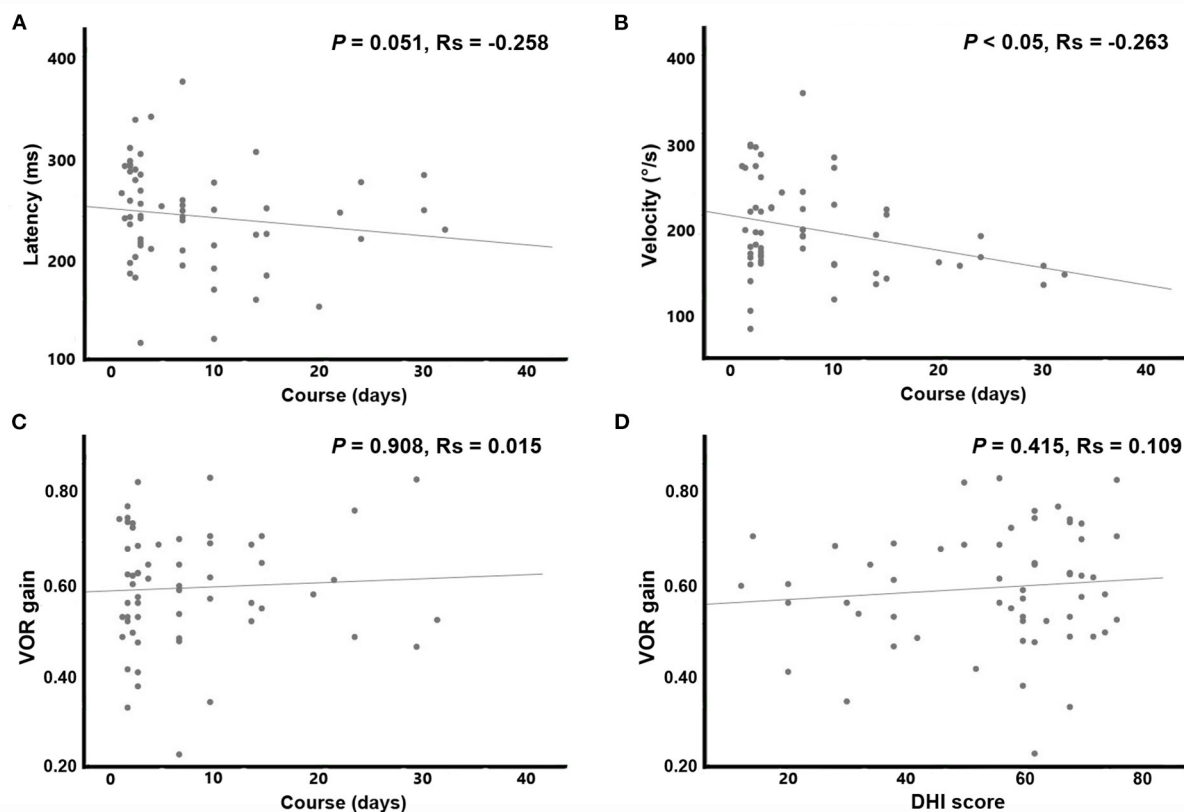 A
P = 0.051, Rs = -0.258
Latency (ms)
400
300
200
100
0 10 20 30 40
Course (days)
B
P < 0.05, Rs = -0.263
Velocity (°/s)
400
300
200
100
0 10 20 30 40
Course (days)
C
P = 0.908, Rs = 0.015
VOR gain
0.80
0.60
0.40
0.20
0 10 20 30 40
Course (days)
D
P = 0.415, Rs = 0.109
VOR gain
0.80
0.60
0.40
0.20
20 40 60 80
DHI score